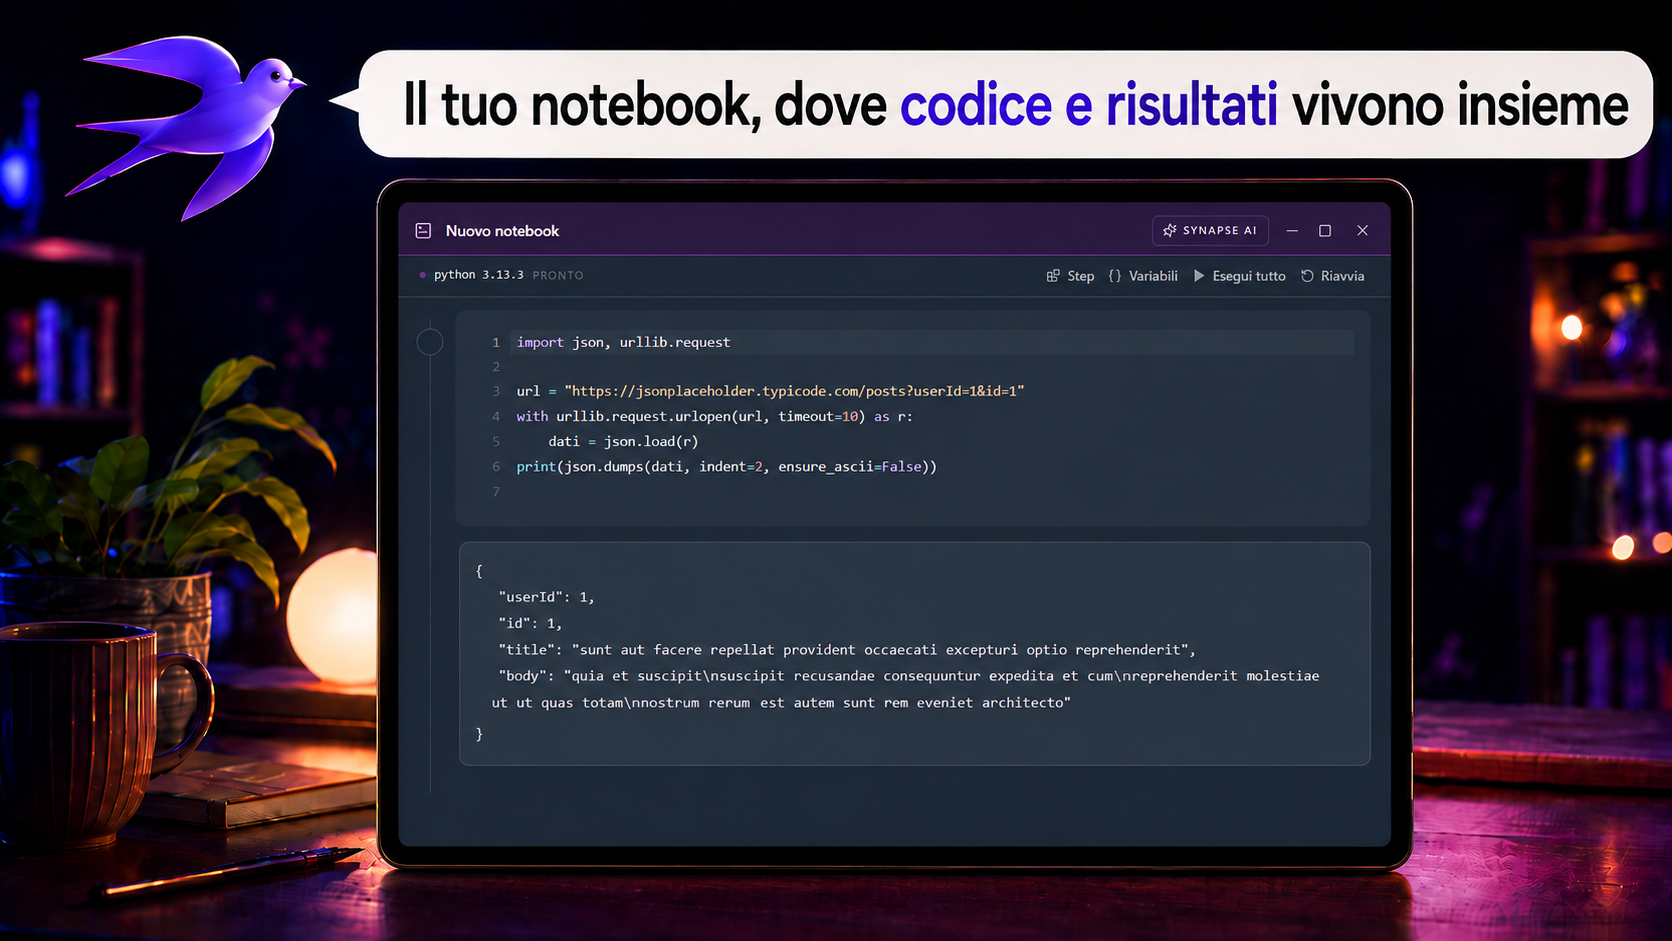 Il tuo notebook, dove codice e risultati vivono insieme
Nuovo notebook
SYNAPSE AI
python 3.13.3 PRONTO
Step
Variabili
Esegui tutto
Riavvia
1 import json, urllib.request
2
3 url = "https://jsonplaceholder.typicode.com/posts?userId=1&id=1"
4 with urllib.request.urlopen(url, timeout=10) as r:
5     dati = json.load(r)
6 print(json.dumps(dati, indent=2, ensure_ascii=False))
7
{
"userId": 1,
"id": 1,
"title": "sunt aut facere repellat provident occaecati excepturi optio reprehenderit",
"body": "quia et suscipit\nsuscipit recusandae consequuntur expedita et cum\nreprehenderit molestiae
ut ut quas totam\nnostrum rerum est autem sunt rem eveniet architecto"
}